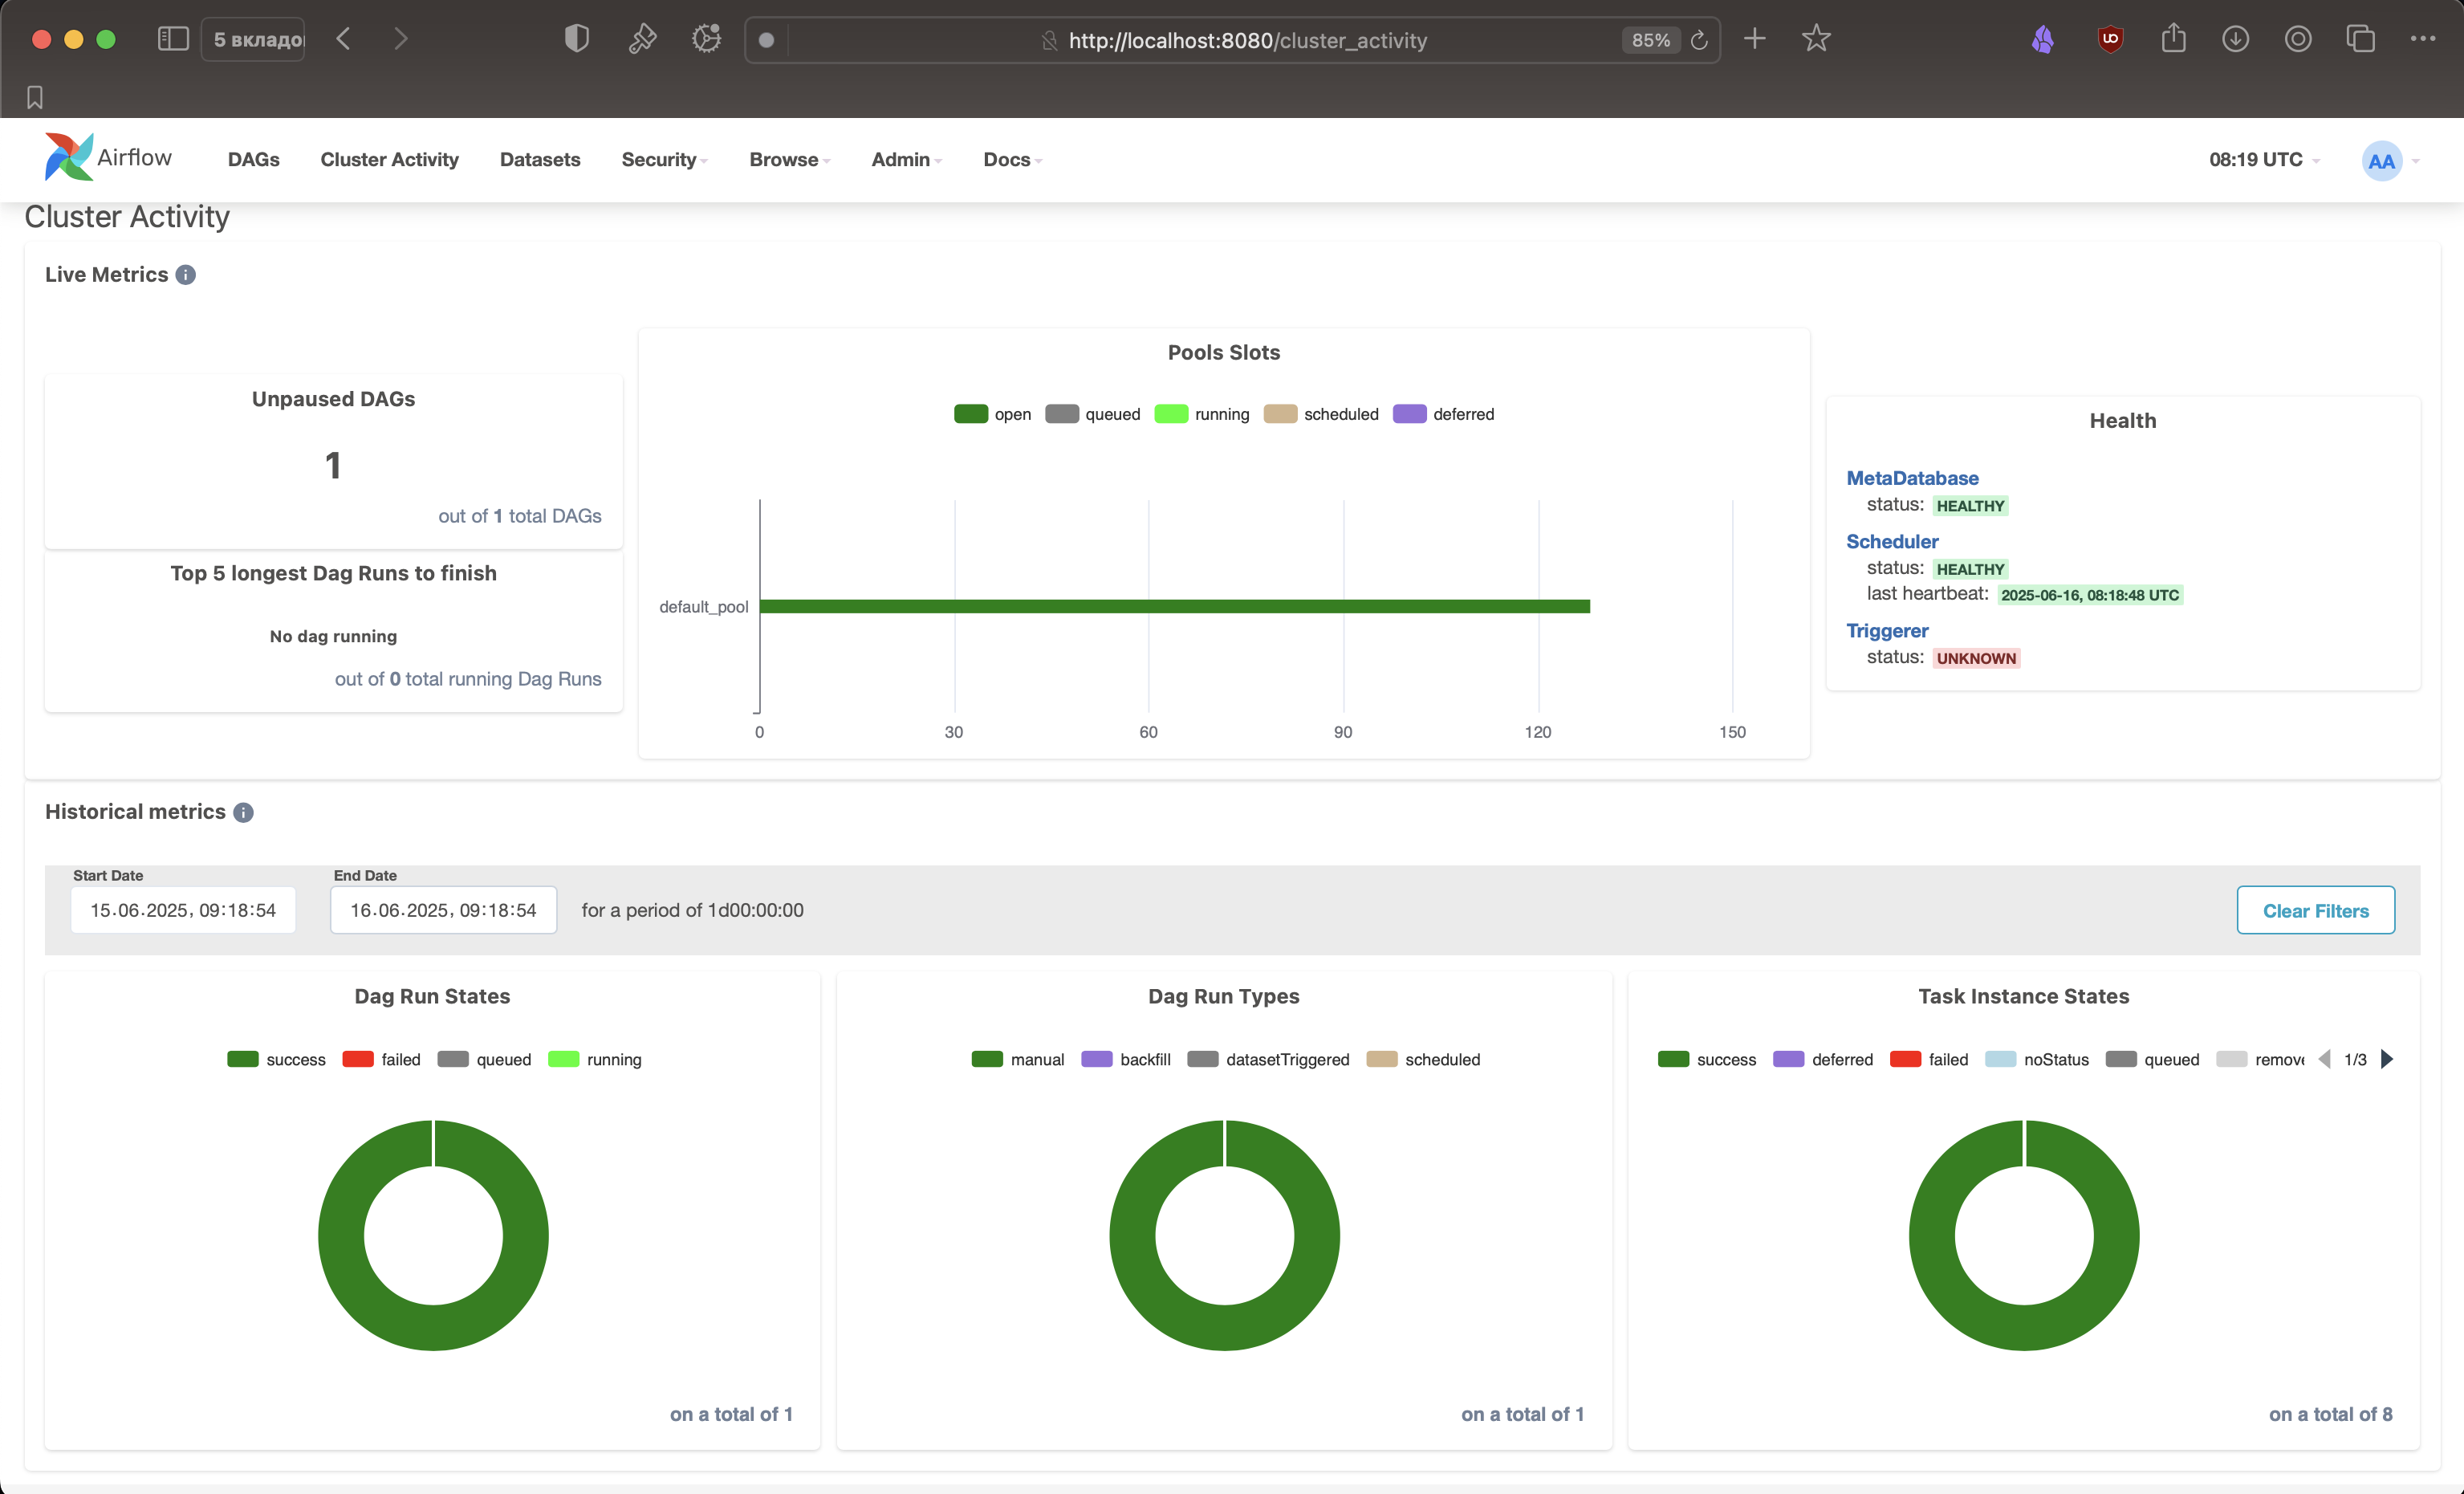 5 вкладо
http://localhost:8080/cluster_activity
85%
Airflow
DAGs
Cluster Activity
Datasets
Security
Browse
Admin
Docs
08:19 UTC
AA
Cluster Activity
Live Metrics
Unpaused DAGs
1
out of 1 total DAGs
Top 5 longest Dag Runs to finish
No dag running
out of 0 total running Dag Runs
Pools Slots
open queued running scheduled deferred
default_pool
0 30 60 90 120 150
Health
MetaDatabase
status: HEALTHY
Scheduler
status: HEALTHY
last heartbeat: 2025-06-16, 08:18:48 UTC
Triggerer
status: UNKNOWN
Historical metrics
Start Date
15.06.2025, 09:18:54
End Date
16.06.2025, 09:18:54
for a period of 1d00:00:00
Clear Filters
Dag Run States
success failed queued running
on a total of 1
Dag Run Types
manual backfill datasetTriggered scheduled
on a total of 1
Task Instance States
success deferred failed noStatus queued remove 1/3
on a total of 8